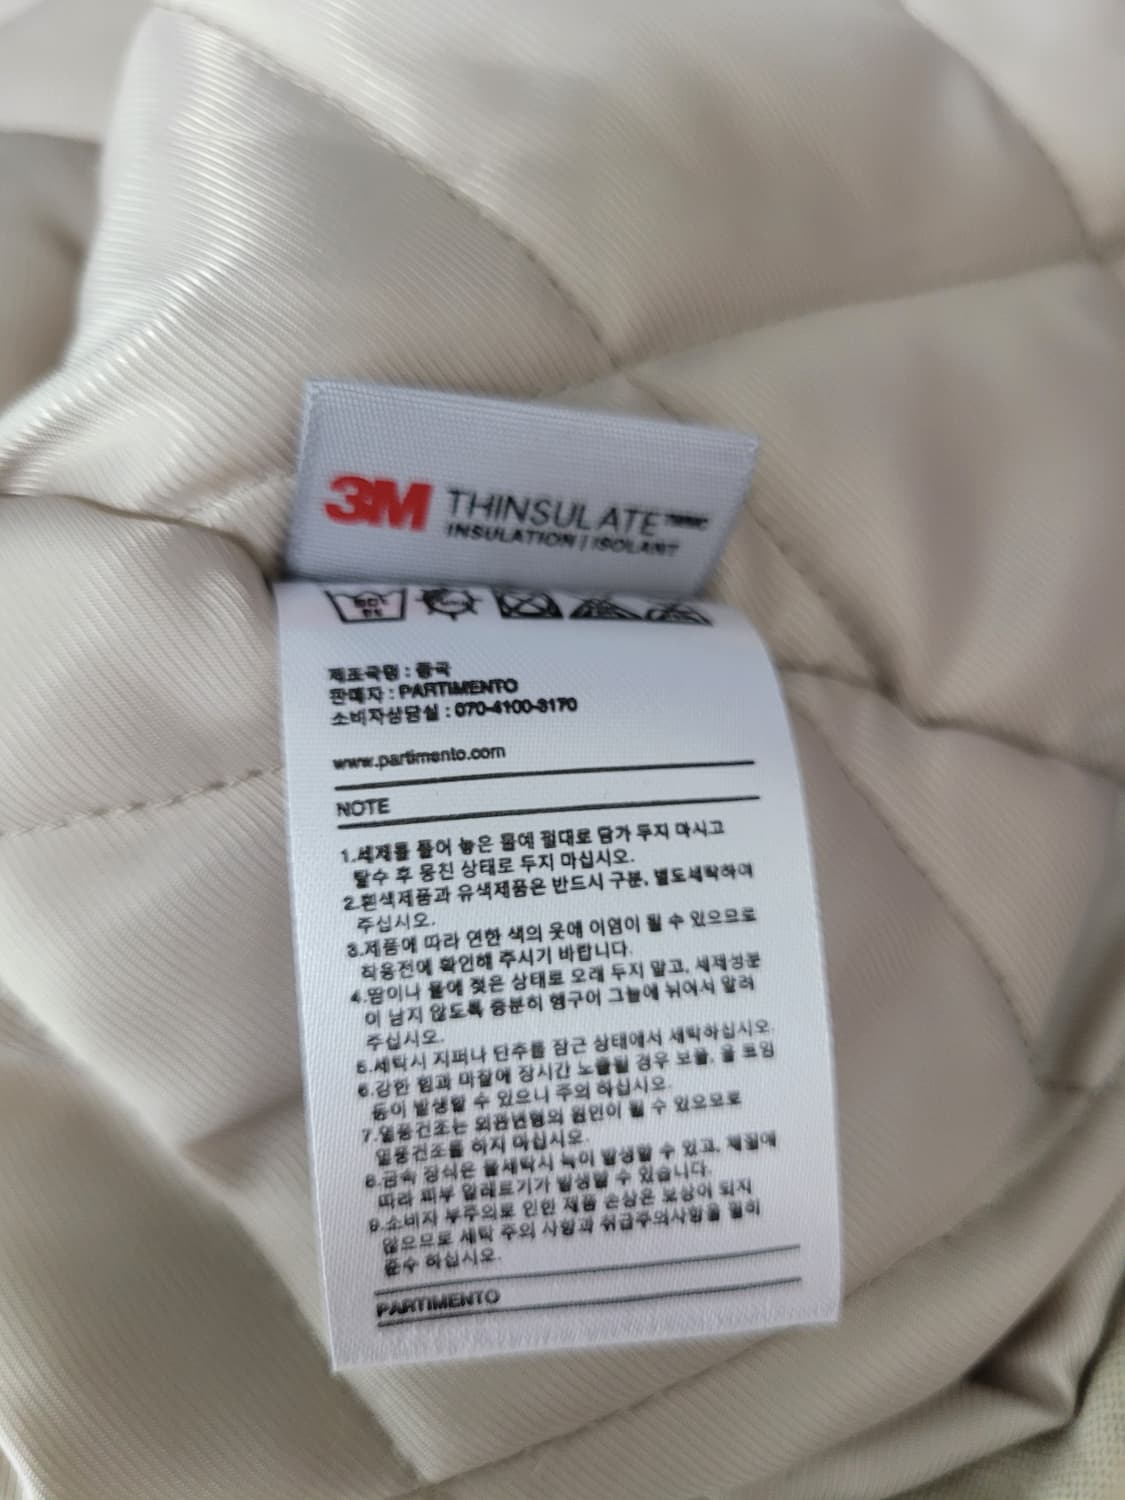 3M THINSULATE
INSULATION | ISOLANT
제조국명 : 중국
판매자 : PARTIMENTO
소비자상담실 : 070-4100-3170
www.partimento.com
NOTE
1.세제를 풀어 놓은 물에 절대로 담가 두지 마시고
탈수 후 뭉친 상태로 두지 마십시오.
2.흰색제품과 유색제품은 반드시 구분, 별도세탁하여
주십시오.
3.제품에 따라 연한 색의 옷에 이염이 될 수 있으므로
착용전에 확인해 주시기 바랍니다.
4.땀이나 물에 젖은 상태로 오래 두지 말고, 세제성분
이 남지 않도록 충분히 헹구어 그늘에 뉘어서 말려
주십시오.
5.세탁시 지퍼나 단추를 잠근 상태에서 세탁하십시오.
6.강한 힘과 마찰에 장시간 노출될 경우 보풀, 올 트임
등이 발생할 수 있으니 주의 하십시오.
7.열풍건조는 외관변형의 원인이 될 수 있으므로
열풍건조를 하지 마십시오.
8.금속 장식은 물세탁시 녹이 발생할 수 있고, 체질에
따라 피부 알레르기가 발생할 수 있습니다.
9.소비자 부주의로 인한 제품 손상은 보상이 되지
않으므로 세탁 주의 사항과 취급주의사항을 필히
준수 하십시오.
PARTIMENTO